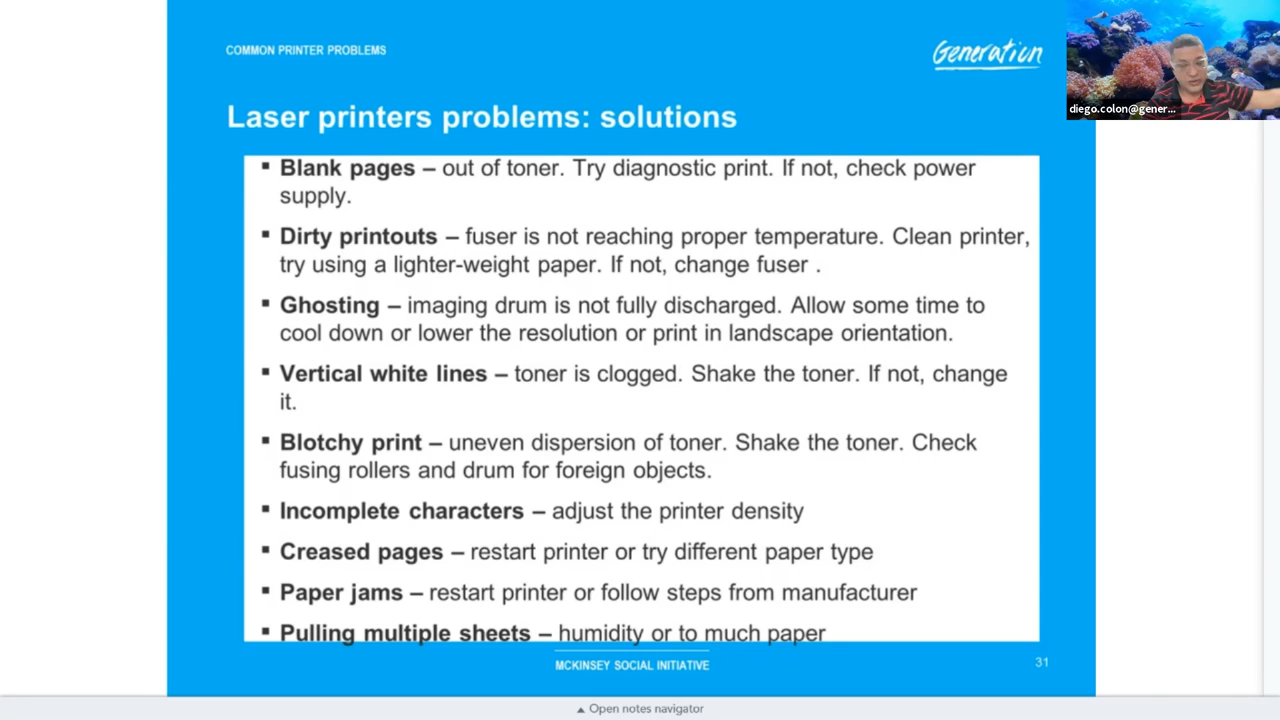 COMMON PRINTER PROBLEMS
Generation
diego.colon@gener...
Laser printers problems: solutions
▪ Blank pages – out of toner. Try diagnostic print. If not, check power
supply.
▪ Dirty printouts – fuser is not reaching proper temperature. Clean printer,
try using a lighter-weight paper. If not, change fuser .
▪ Ghosting – imaging drum is not fully discharged. Allow some time to
cool down or lower the resolution or print in landscape orientation.
▪ Vertical white lines – toner is clogged. Shake the toner. If not, change
it.
▪ Blotchy print – uneven dispersion of toner. Shake the toner. Check
fusing rollers and drum for foreign objects.
▪ Incomplete characters – adjust the printer density
▪ Creased pages – restart printer or try different paper type
▪ Paper jams – restart printer or follow steps from manufacturer
▪ Pulling multiple sheets – humidity or to much paper
MCKINSEY SOCIAL INITIATIVE
31
▲ Open notes navigator